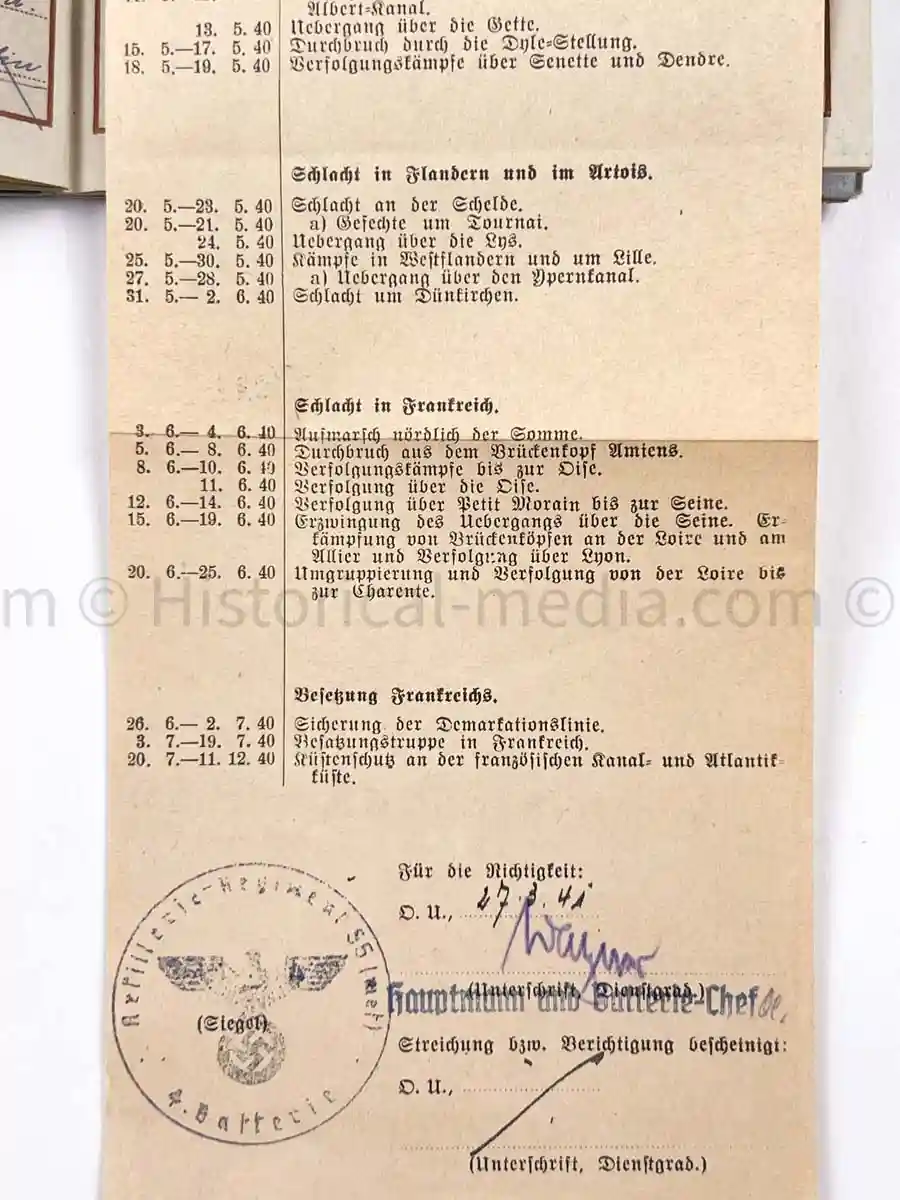 Albert-Kanal.
13. 5. 40 Uebergang über die Gette.
15. 5.—17. 5. 40 Durchbruch durch die Dyle-Stellung.
18. 5.—19. 5. 40 Verfolgungskämpfe über Senette und Dendre.
Schlacht in Flandern und im Artois.
20. 5.—23. 5. 40 Schlacht an der Schelde.
20. 5.—21. 5. 40 a) Gefechte um Tournai.
24. 5. 40 Uebergang über die Lys.
25. 5.—30. 5. 40 Kämpfe in Westflandern und um Lille.
27. 5.—28. 5. 40 a) Uebergang über den Ypernkanal.
31. 5.— 2. 6. 40 Schlacht um Dünkirchen.
Schlacht in Frankreich.
3. 6.— 4. 6. 40 Aufmarsch nördlich der Somme.
5. 6.— 8. 6. 40 Durchbruch aus dem Brückenkopf Amiens.
8. 6.—10. 6. 40 Verfolgungskämpfe bis zur Oise.
11. 6. 40 Verfolgung über die Oise.
12. 6.—14. 6. 40 Verfolgung über Petit Morain bis zur Seine.
15. 6.—19. 6. 40 Erzwingung des Uebergangs über die Seine. Er-
kämpfung von Brückenköpfen an der Loire und am
Allier und Verfolgung über Lyon.
20. 6.—25. 6. 40 Umgruppierung und Verfolgung von der Loire bis
zur Charente.
m © Historical-media.com ©
Besetzung Frankreichs.
26. 6.— 2. 7. 40 Sicherung der Demarkationslinie.
3. 7.—19. 7. 40 Besatzungstruppe in Frankreich.
20. 7.—11. 12. 40 Küstenschutz an der französischen Kanal- und Atlantik-
küste.
Für die Richtigkeit:
O. U., 27.3.41
Wagner
(Unterschrift, Dienstgrad.)
Hauptmann und Batterie-Chef
Artillerie-Regiment 55 (mot)
(Siegel)
4. Batterie
Streichung bzw. Berichtigung bescheinigt:
O. U.,
(Unterschrift, Dienstgrad.)